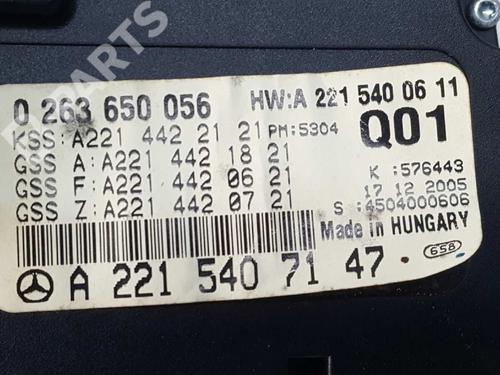 B-PARTS
0 263 650 056 HW:A 221 540 06 11
KSS:A221 442 21 21 PM:5304 Q01
GSS A:A221 442 18 21
GSS F:A221 442 06 21 K :576443
GSS Z:A221 442 07 21 17 12 2005
S :4504000606
Made in HUNGARY
A 221 540 71 47 658